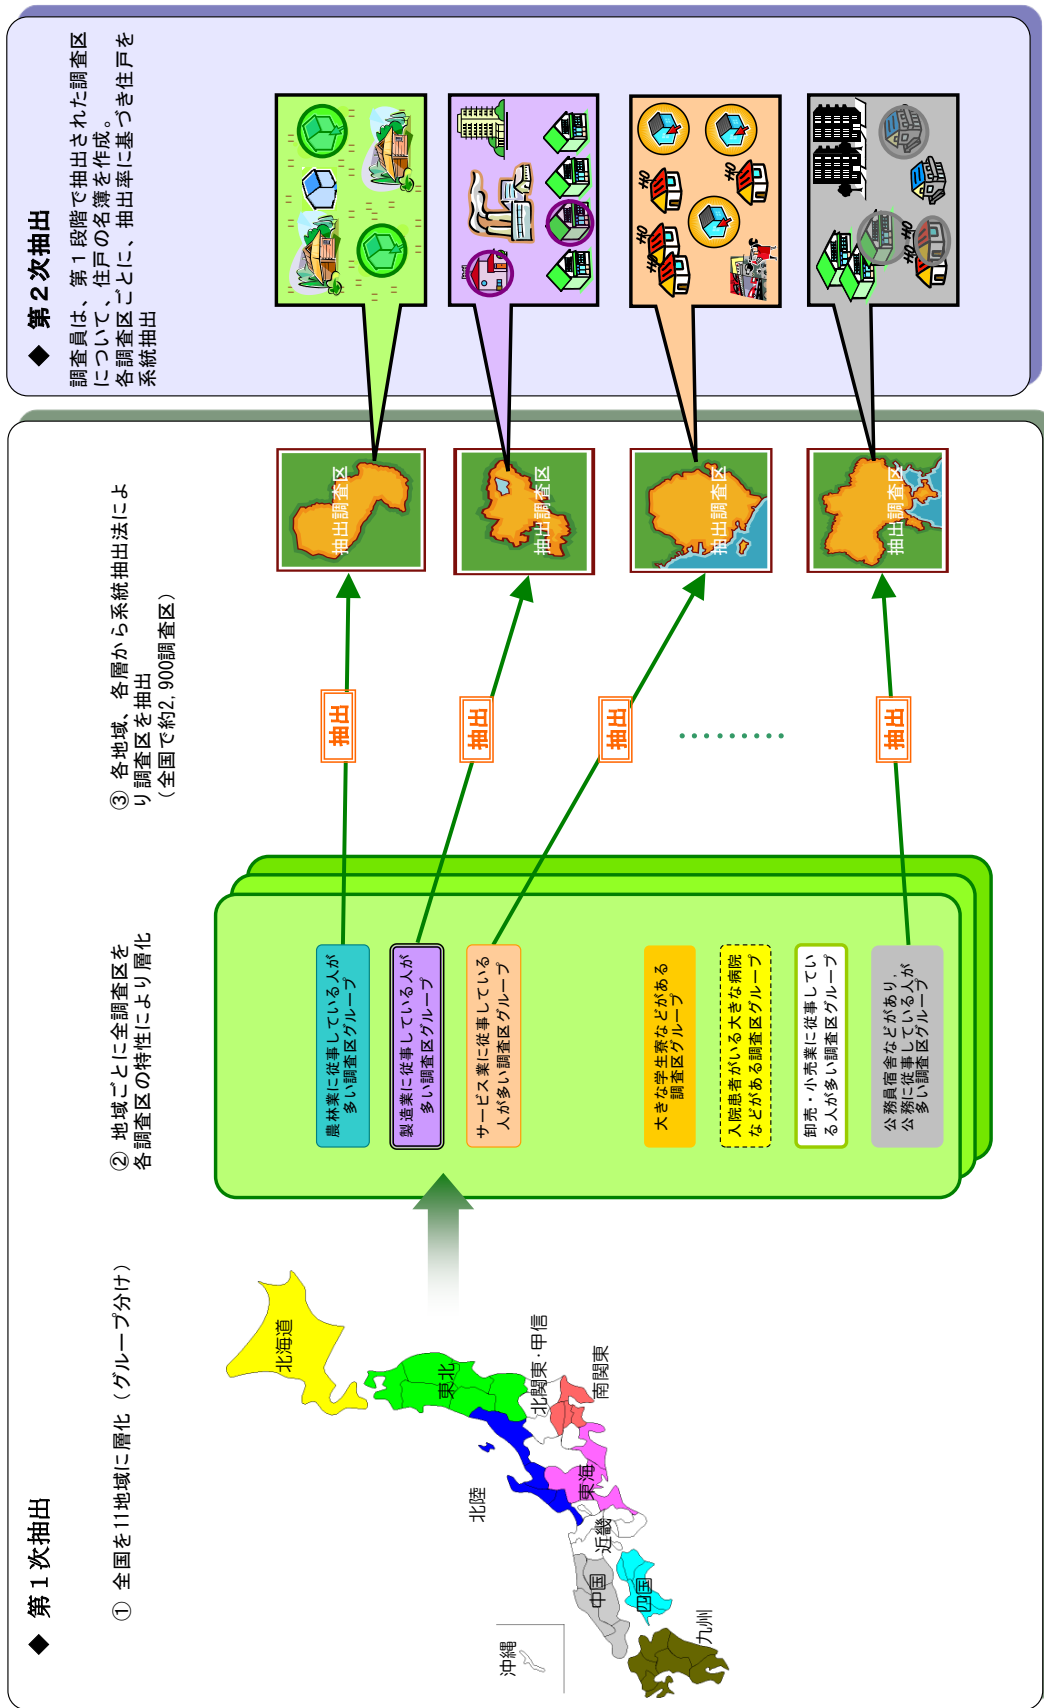 ◆ 第１次抽出
① 全国を11地域に層化（グループ分け）
北海道
東北
北関東・甲信
南関東
北陸
東海
近畿
中国
四国
九州
沖縄
② 地域ごとに全調査区を
各調査区の特性により層化
農林業に従事している人が
多い調査区グループ
製造業に従事している人が
多い調査区グループ
サービス業に従事している
人が多い調査区グループ
大きな学生寮などがある
調査区グループ
入院患者がいる大きな病院
などがある調査区グループ
卸売・小売業に従事してい
る人が多い調査区グループ
公務員宿舎などがあり、
公務に従事している人が
多い調査区グループ
③ 各地域、各層から系統抽出法によ
り調査区を抽出
（全国で約2,900調査区）
抽出
抽出
抽出
抽出
抽出調査区
抽出調査区
抽出調査区
抽出調査区
◆ 第２次抽出
調査員は、第１段階で抽出された調査区
について、住戸の名簿を作成。
各調査区ごとに、抽出率に基づき住戸を
系統抽出